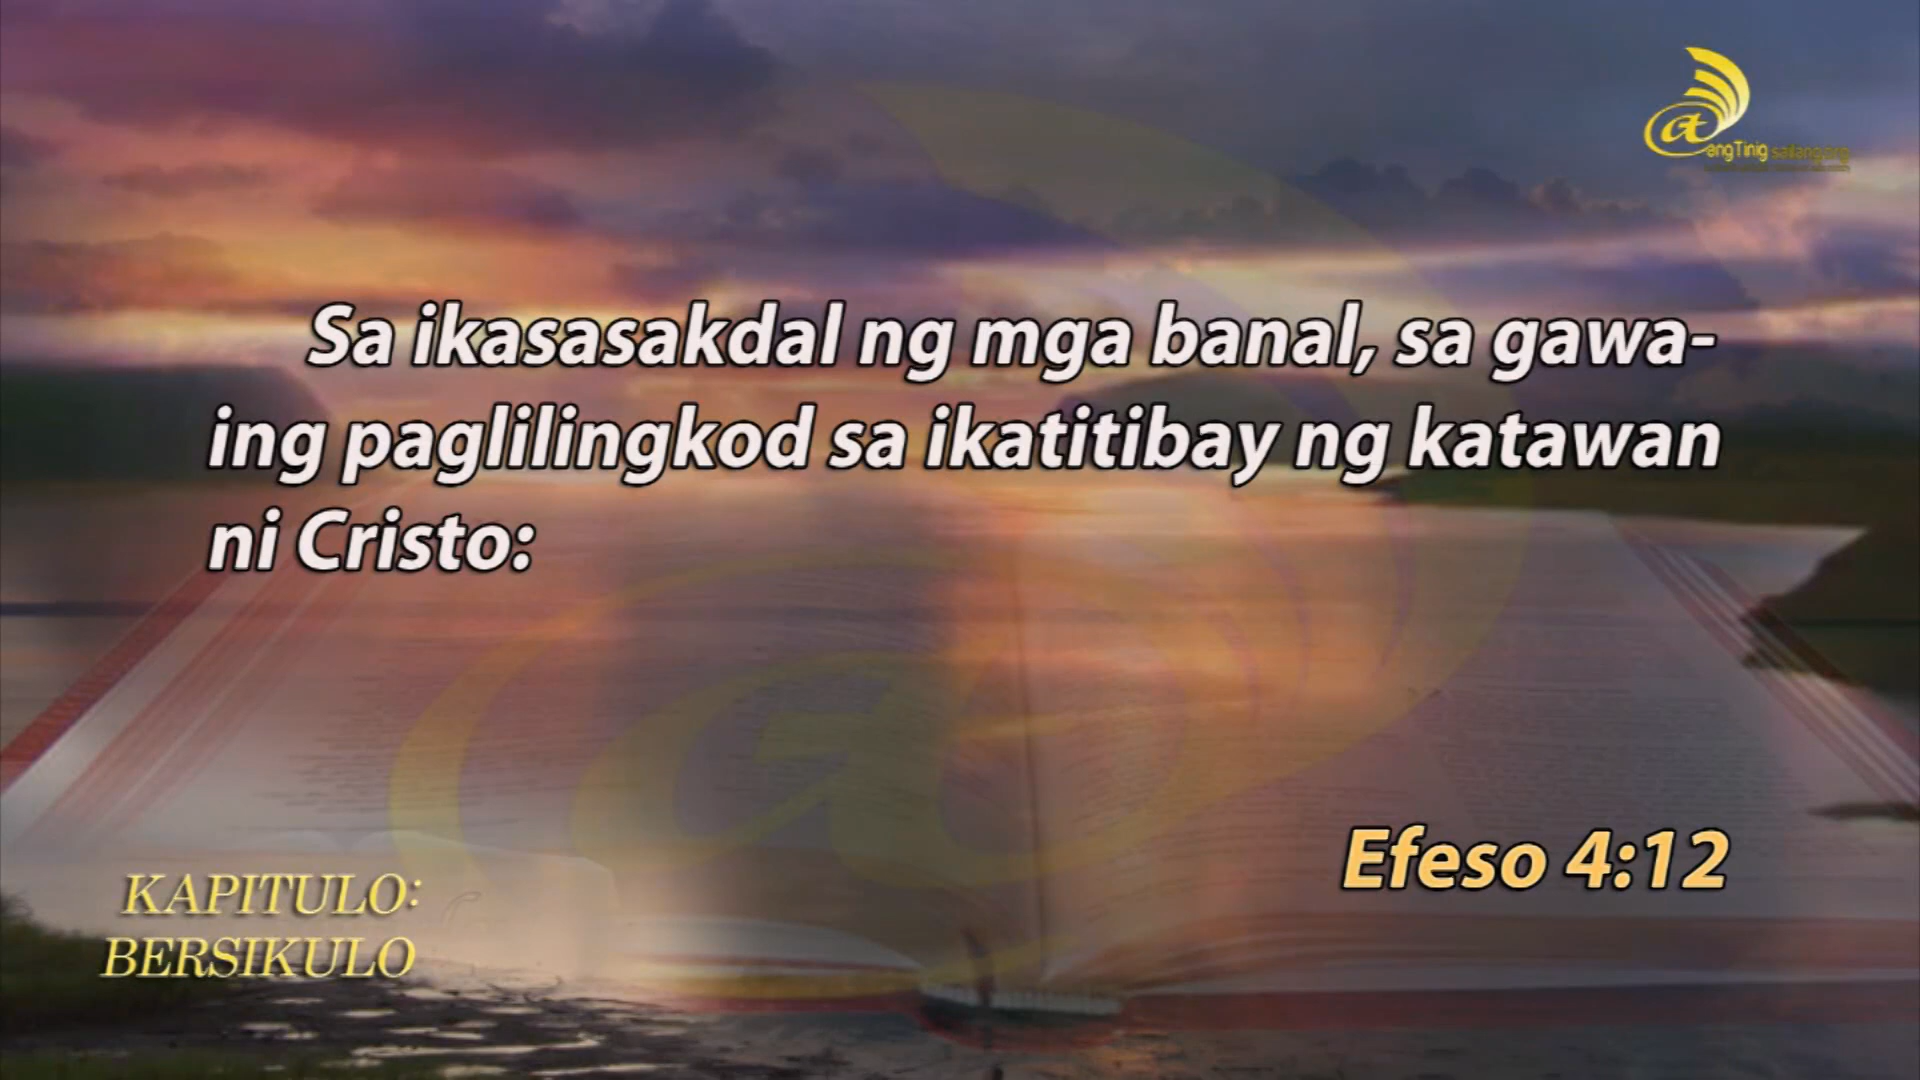 angTinig
Sa ikasasakdal ng mga banal, sa gawa-
ing paglilingkod sa ikatitibay ng katawan
ni Cristo:
Efeso 4:12
KAPITULO:
BERSIKULO